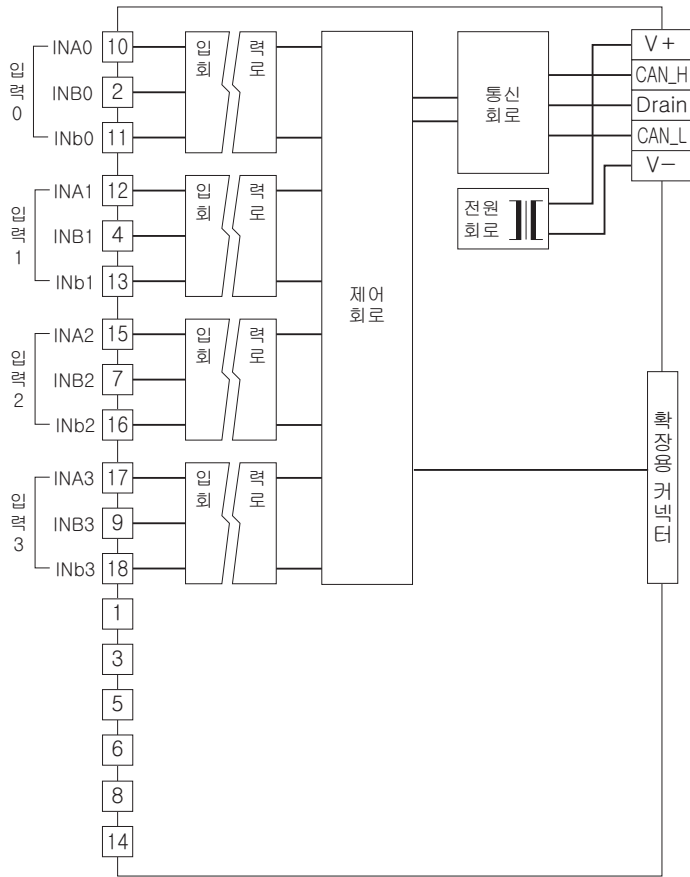 입력0
INA0 10
INB0 2
INb0 11
입력회로
입력1
INA1 12
INB1 4
INb1 13
입력회로
입력2
INA2 15
INB2 7
INb2 16
입력회로
입력3
INA3 17
INB3 9
INb3 18
입력회로
1
3
5
6
8
14
제어
회로
통신
회로
전원
회로
V+
CAN_H
Drain
CAN_L
V−
확장용 커넥터